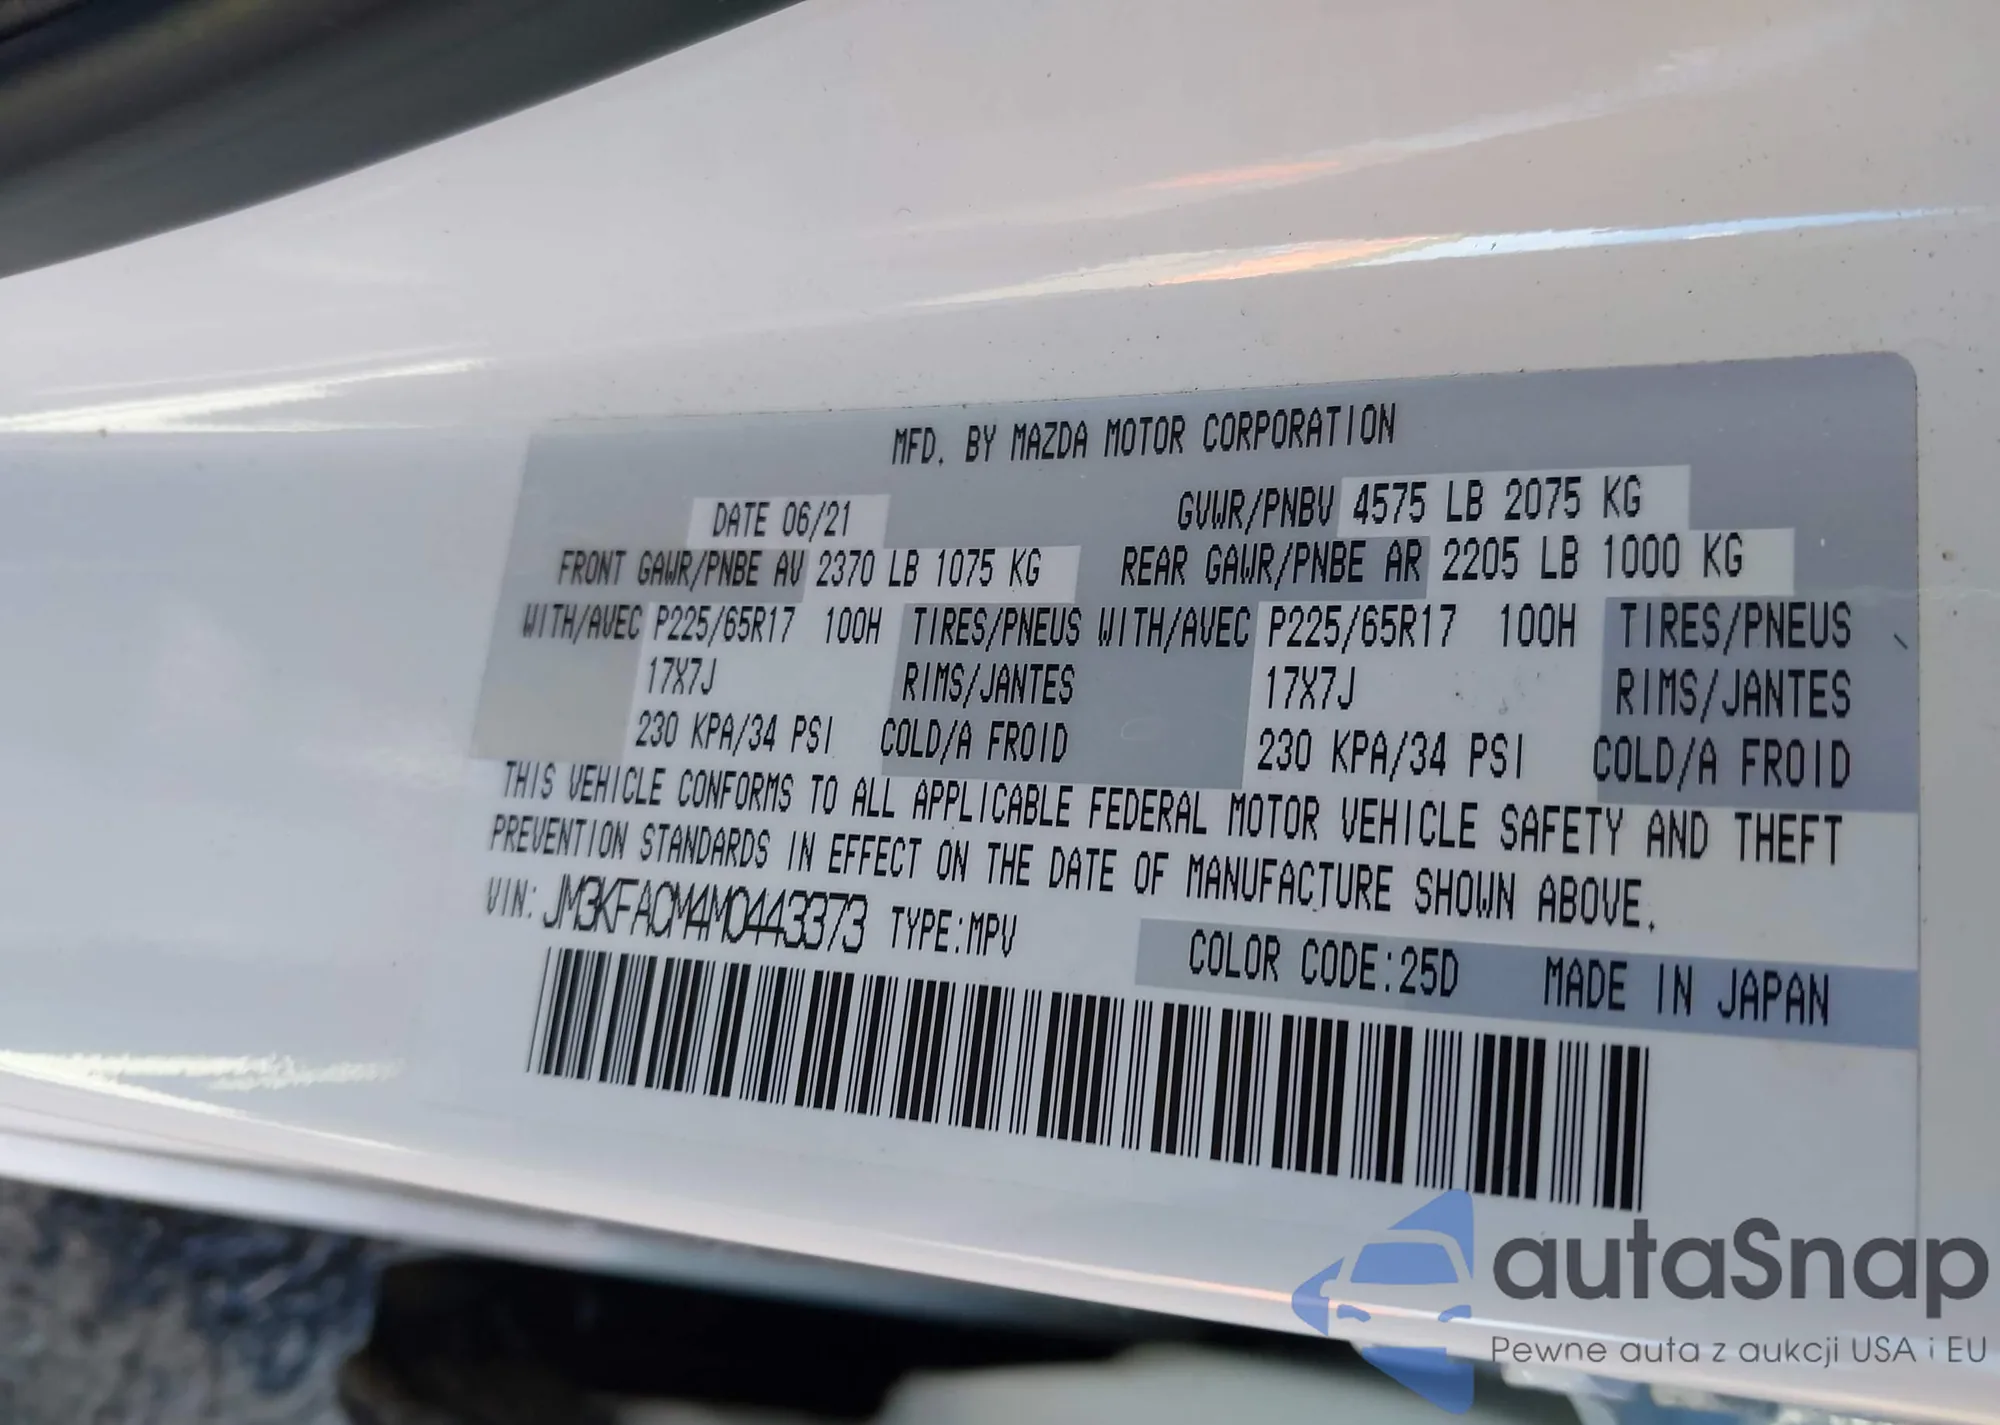 MFD. BY MAZDA MOTOR CORPORATION
DATE 06/21 GVWR/PNBV 4575 LB 2075 KG
FRONT GAWR/PNBE AV 2370 LB 1075 KG REAR GAWR/PNBE AR 2205 LB 1000 KG
WITH/AVEC P225/65R17 100H TIRES/PNEUS WITH/AVEC P225/65R17 100H TIRES/PNEUS
17X7J RIMS/JANTES 17X7J RIMS/JANTES
230 KPA/34 PSI COLD/A FROID 230 KPA/34 PSI COLD/A FROID
THIS VEHICLE CONFORMS TO ALL APPLICABLE FEDERAL MOTOR VEHICLE SAFETY AND THEFT
PREVENTION STANDARDS IN EFFECT ON THE DATE OF MANUFACTURE SHOWN ABOVE.
VIN: JM3KFACM4M0443373 TYPE:MPV
COLOR CODE:25D MADE IN JAPAN
autaSnap
Pewne auta z aukcji USA i EU